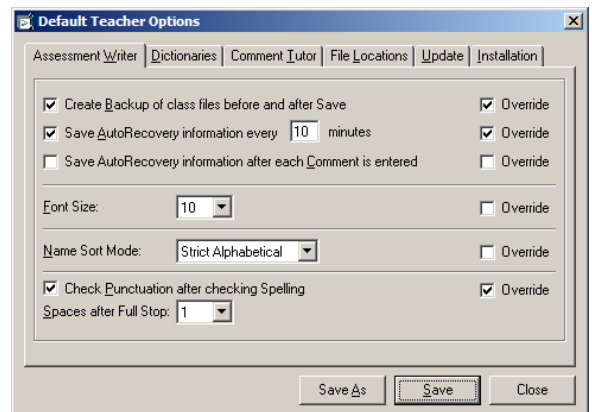 Default Teacher Options
Assessment Writer Dictionaries Comment Tutor File Locations Update Installation
Create Backup of class files before and after Save Override
Save AutoRecovery information every 10 minutes Override
Save AutoRecovery information after each Comment is entered Override
Font Size: 10 Override
Name Sort Mode: Strict Alphabetical Override
Check Punctuation after checking Spelling Override
Spaces after Full Stop: 1
Save As Save Close